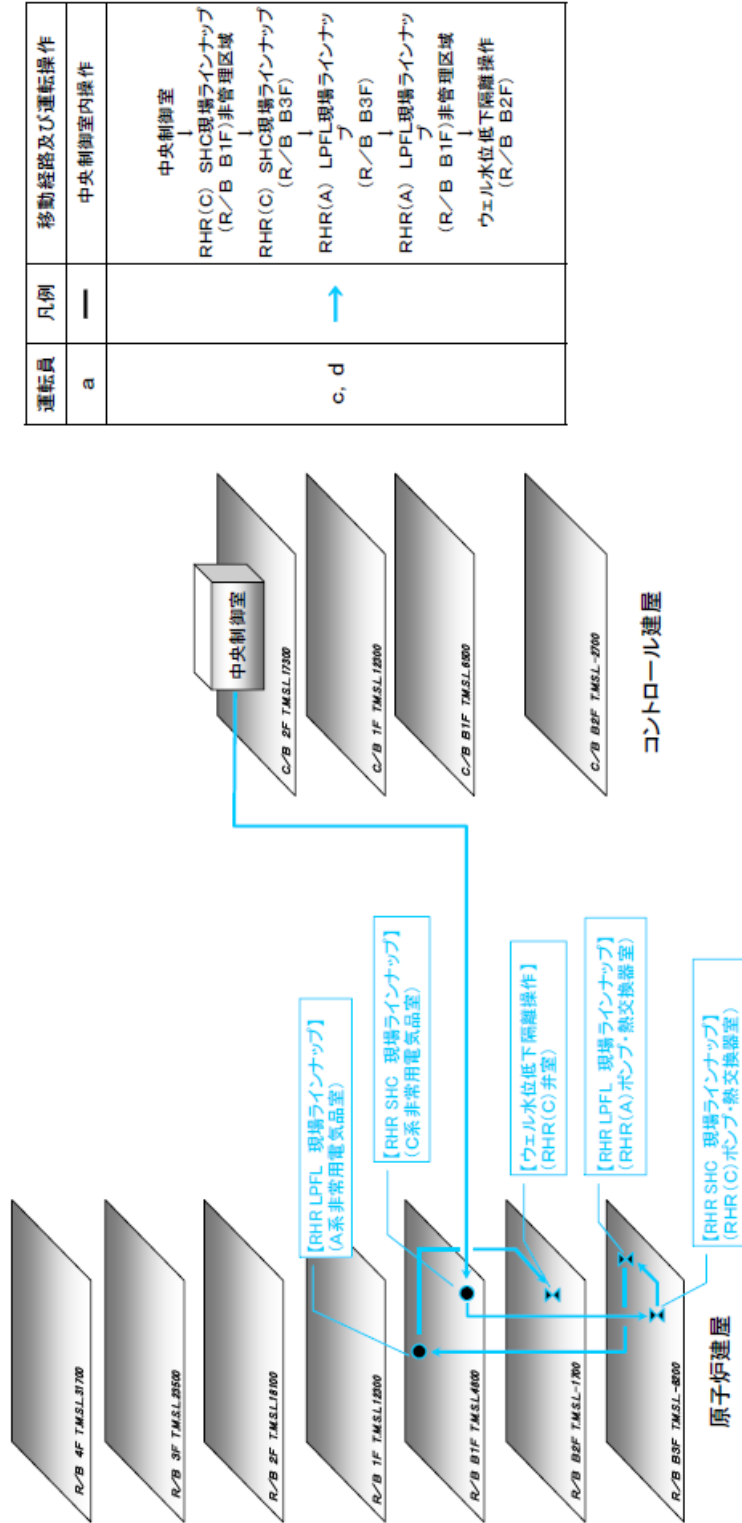 R/B 4F T.M.S.L.31700
R/B 3F T.M.S.L.23500
R/B 2F T.M.S.L.18100
R/B 1F T.M.S.L.12300
R/B B1F T.M.S.L.4800
R/B B2F T.M.S.L.-1700
R/B B3F T.M.S.L.-8200
原子炉建屋
【RHR LPFL 現場ラインナップ】
(A系非常用電気品室)
【RHR SHC 現場ラインナップ】
(C系非常用電気品室)
【ウェル水位低下隔離操作】
(RHR(C)弁室)
【RHR LPFL 現場ラインナップ】
(RHR(A)ポンプ・熱交換器室)
【RHR SHC 現場ラインナップ】
(RHR(C)ポンプ・熱交換器室)
中央制御室
C/B 2F T.M.S.L.17300
C/B 1F T.M.S.L.12300
C/B B1F T.M.S.L.6500
C/B B2F T.M.S.L.-2700
コントロール建屋
運転員 凡例 移動経路及び運転操作
a 中央制御室内操作
c, d
中央制御室
↓
RHR(C) SHC現場ラインナップ
(R/B B1F)非管理区域
↓
RHR(C) SHC現場ラインナップ
(R/B B3F)
↓
RHR(A) LPFL現場ラインナッ
プ
(R/B B3F)
↓
RHR(A) LPFL現場ラインナッ
プ
(R/B B1F)非管理区域
↓
ウェル水位低下隔離操作
(R/B B2F)